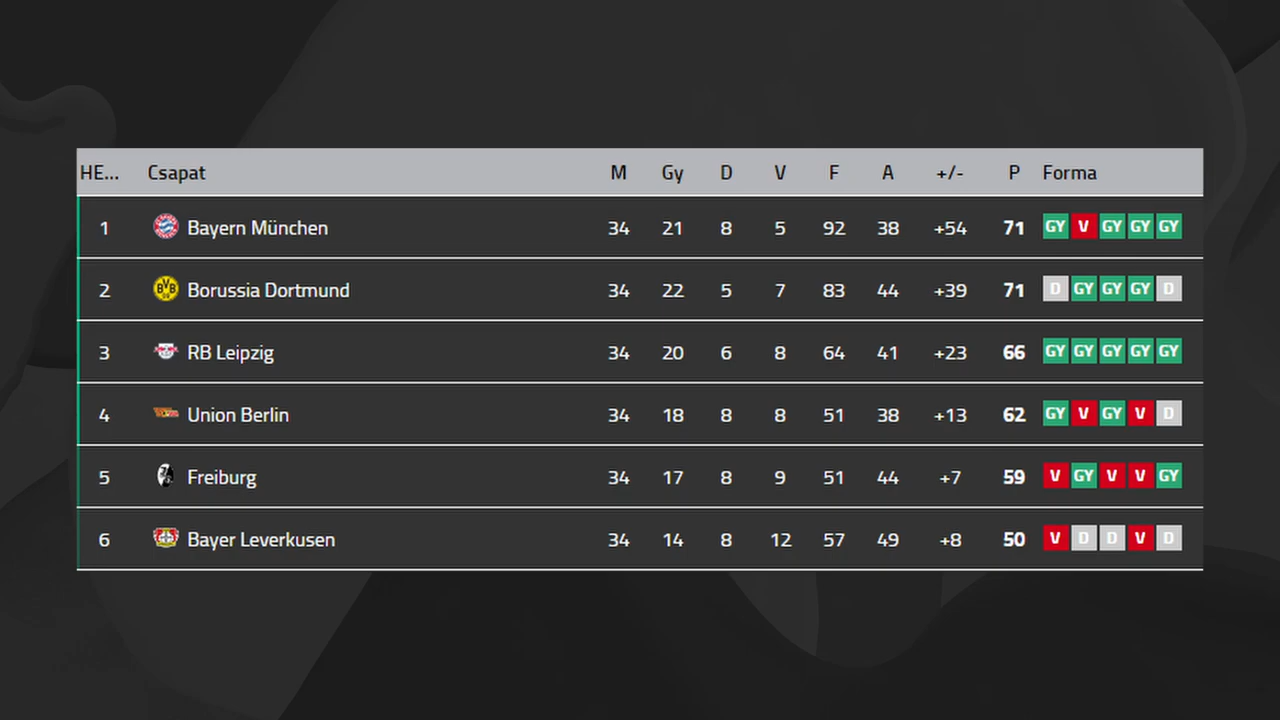 HE... Csapat M Gy D V F A +/- P Forma
1 Bayern München 34 21 8 5 92 38 +54 71 GY V GY GY GY
2 BVB 09 Borussia Dortmund 34 22 5 7 83 44 +39 71 D GY GY GY D
3 RB Leipzig 34 20 6 8 64 41 +23 66 GY GY GY GY GY
4 Union Berlin 34 18 8 8 51 38 +13 62 GY V GY V D
5 Freiburg 34 17 8 9 51 44 +7 59 V GY V V GY
6 Bayer Leverkusen 34 14 8 12 57 49 +8 50 V D D V D